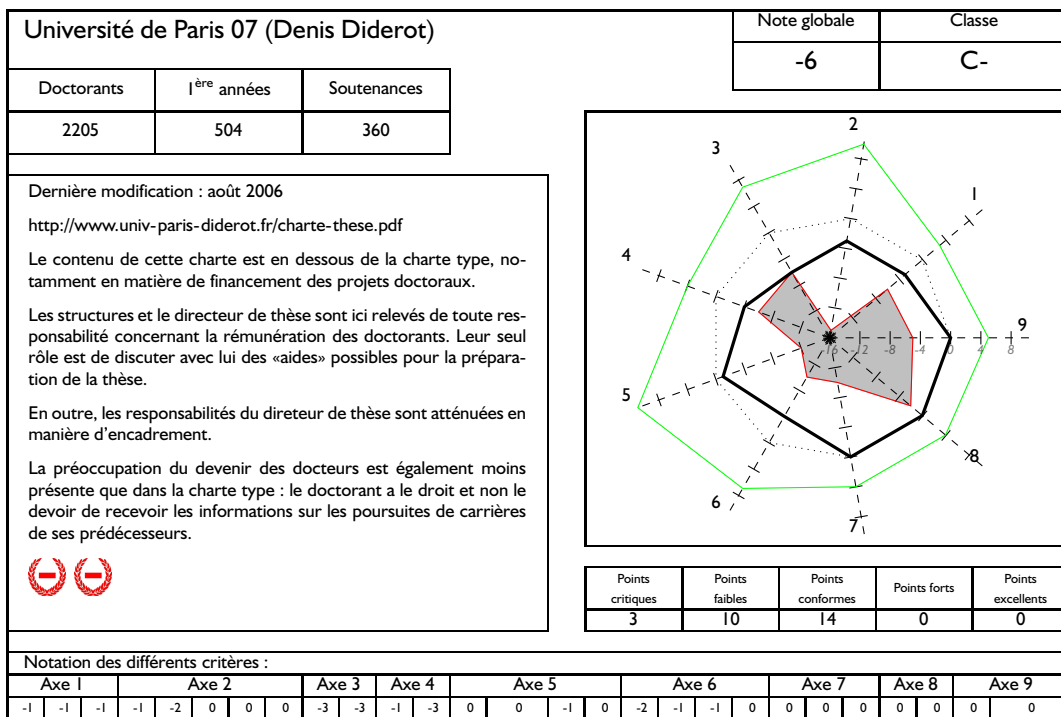 Université de Paris 07 (Denis Diderot)
Note globale Classe
-6 C-
Doctorants 1ère années Soutenances
2205 504 360
Dernière modification : août 2006
http://www.univ-paris-diderot.fr/charte-these.pdf
Le contenu de cette charte est en dessous de la charte type, no-
tamment en matière de financement des projets doctoraux.
Les structures et le directeur de thèse sont ici relevés de toute res-
ponsabilité concernant la rémunération des doctorants. Leur seul
rôle est de discuter avec lui des «aides» possibles pour la prépara-
tion de la thèse.
En outre, les responsabilités du direteur de thèse sont atténuées en
manière d'encadrement.
La préoccupation du devenir des docteurs est également moins
présente que dans la charte type : le doctorant a le droit et non le
devoir de recevoir les informations sur les poursuites de carrières
de ses prédécesseurs.
2
3
1
4
9
-16 -12 -8 -4 0 4 8
5
8
6
7
Points critiques Points faibles Points conformes Points forts Points excellents
3 10 14 0 0
Notation des différents critères :
Axe 1 Axe 2 Axe 3 Axe 4 Axe 5 Axe 6 Axe 7 Axe 8 Axe 9
-1 -1 -1 -1 -2 0 0 0 -3 -3 -1 -3 0 0 -1 0 -2 -1 -1 0 0 0 0 0 0 0 0